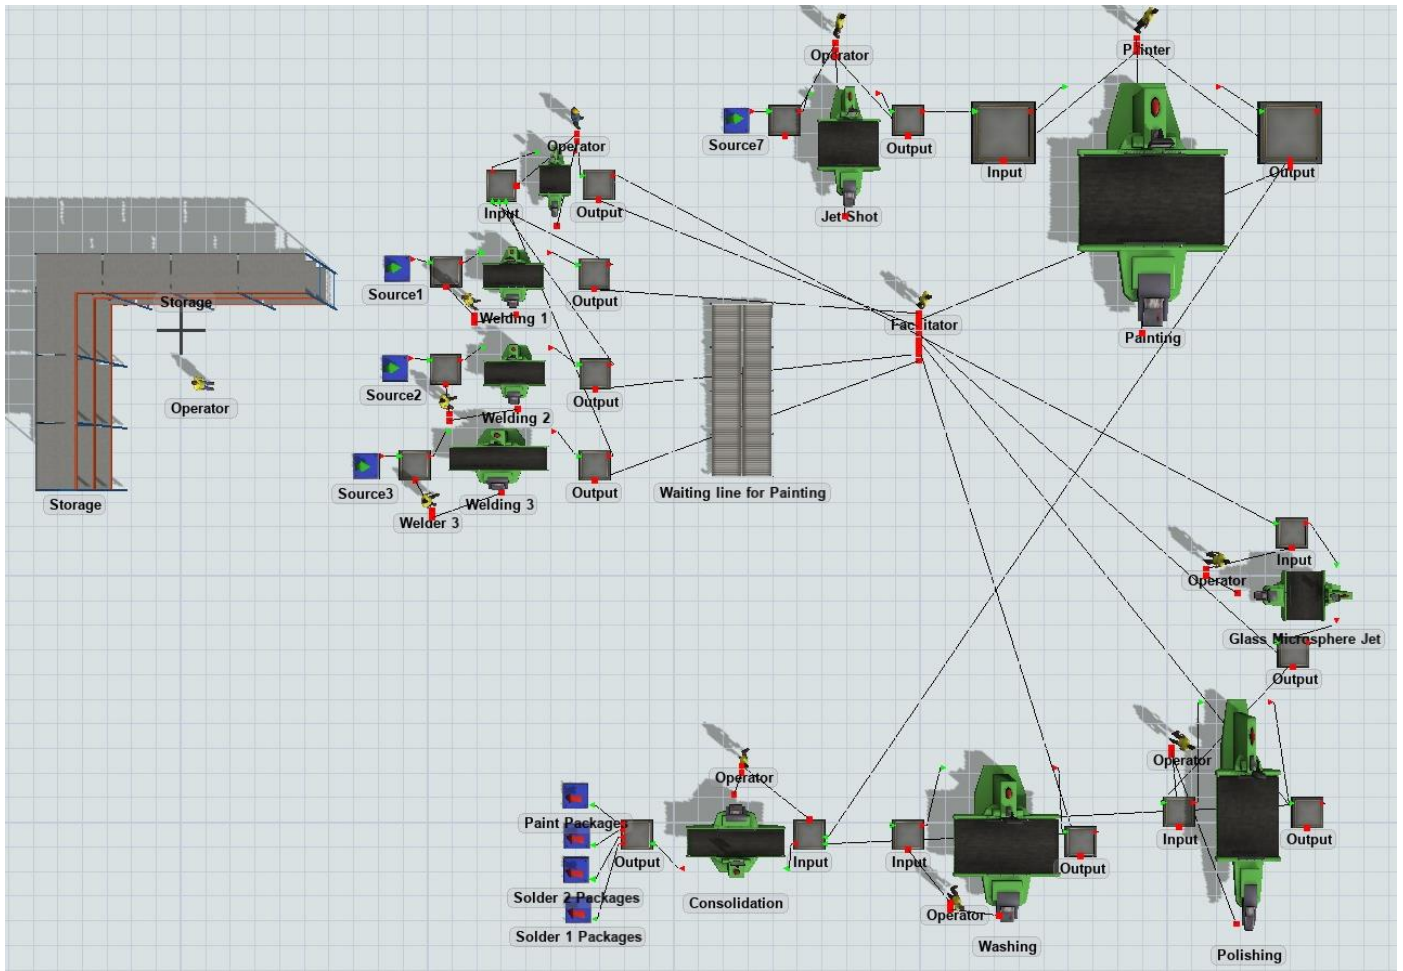 Operator
Painter
Source7
Output
Input
Output
Jet Shot
Operator
Input
Output
Storage
Source1
Output
Welding 1
Facilitator
Painting
Source2
Output
Operator
Welding 2
Source3
Output
Waiting line for Painting
Storage
Welding 3
Welder 3
Input
Operator
Glass Microsphere Jet
Output
Operator
Operator
Paint Packages
Output
Input
Input
Output
Input
Output
Solder 2 Packages
Consolidation
Operator
Solder 1 Packages
Washing
Polishing